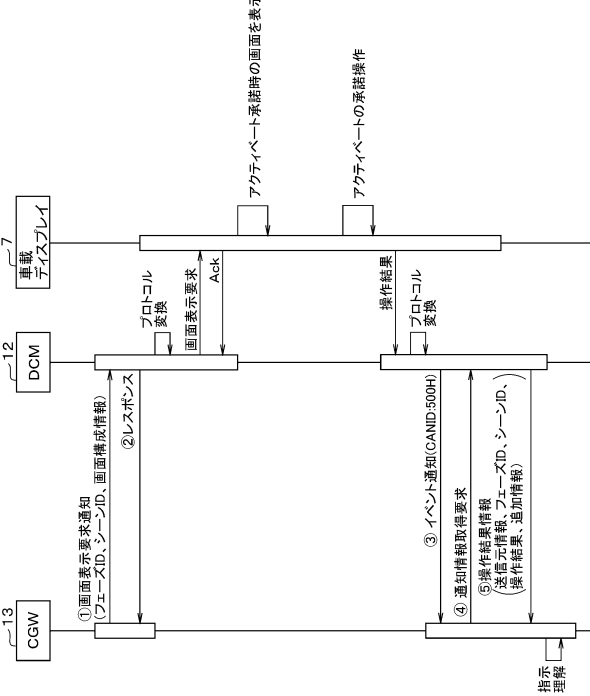 13
CGW
12
DCM
7
車載
ディスプレイ
①画面表示要求通知
(フェーズID、シーンID、画面構成情報)
②レスポンス
プロトコル
変換
画面表示要求
Ack
アクティベート承諾時の画面を表示
アクティベートの承諾操作
操作結果
プロトコル
変換
③イベント通知(CANID:500H)
④通知情報取得要求
⑤操作結果情報
(送信元情報、フェーズID、シーンID、
操作結果、追加情報)
指示
理解